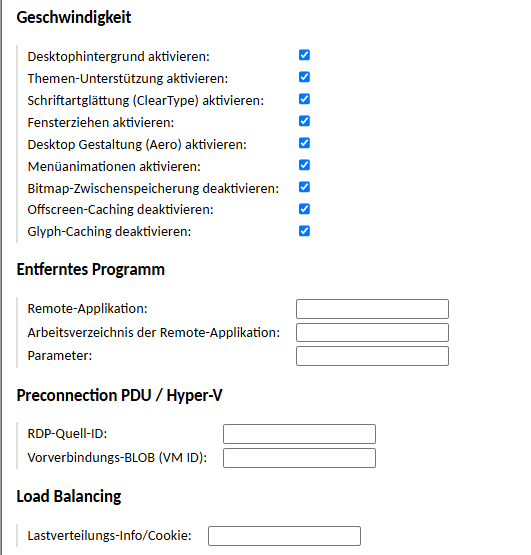 Geschwindigkeit
Desktophintergrund aktivieren:
Themen-Unterstützung aktivieren:
Schriftartglättung (ClearType) aktivieren:
Fensterziehen aktivieren:
Desktop Gestaltung (Aero) aktivieren:
Menüanimationen aktivieren:
Bitmap-Zwischenspeicherung deaktivieren:
Offscreen-Caching deaktivieren:
Glyph-Caching deaktivieren:
Entferntes Programm
Remote-Applikation:
Arbeitsverzeichnis der Remote-Applikation:
Parameter:
Preconnection PDU / Hyper-V
RDP-Quell-ID:
Vorverbindungs-BLOB (VM ID):
Load Balancing
Lastverteilungs-Info/Cookie: